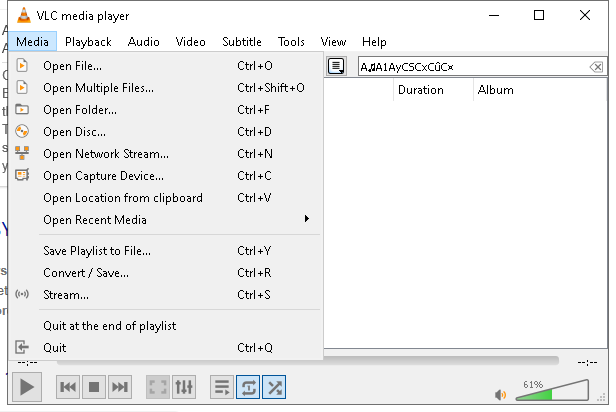 VLC media player
Media Playback Audio Video Subtitle Tools View Help
Open File... Ctrl+O
Open Multiple Files... Ctrl+Shift+O
Open Folder... Ctrl+F
Open Disc... Ctrl+D
Open Network Stream... Ctrl+N
Open Capture Device... Ctrl+C
Open Location from clipboard Ctrl+V
Open Recent Media
Save Playlist to File... Ctrl+Y
Convert / Save... Ctrl+R
Stream... Ctrl+S
Quit at the end of playlist
Quit Ctrl+Q
Duration Album
--:-- --:--
61%